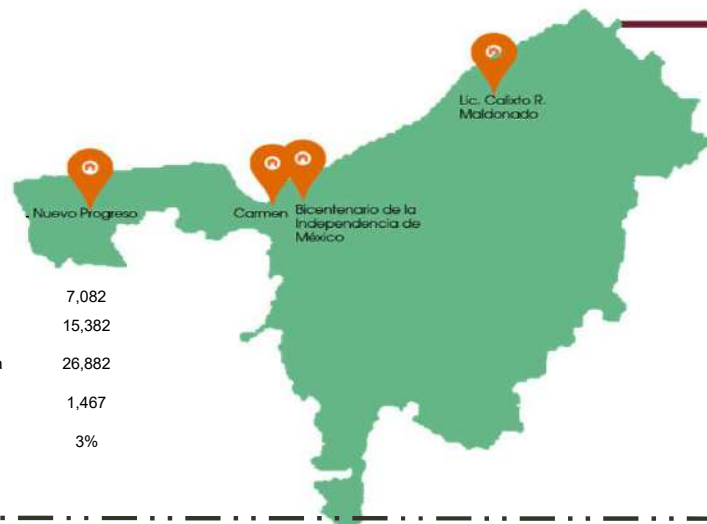 Lic. Calixto R.
Maldonado
. Nuevo Progreso
Carmen
Bicentenario de la
Independencia de
México
7,082
15,382
26,882
1,467
3%